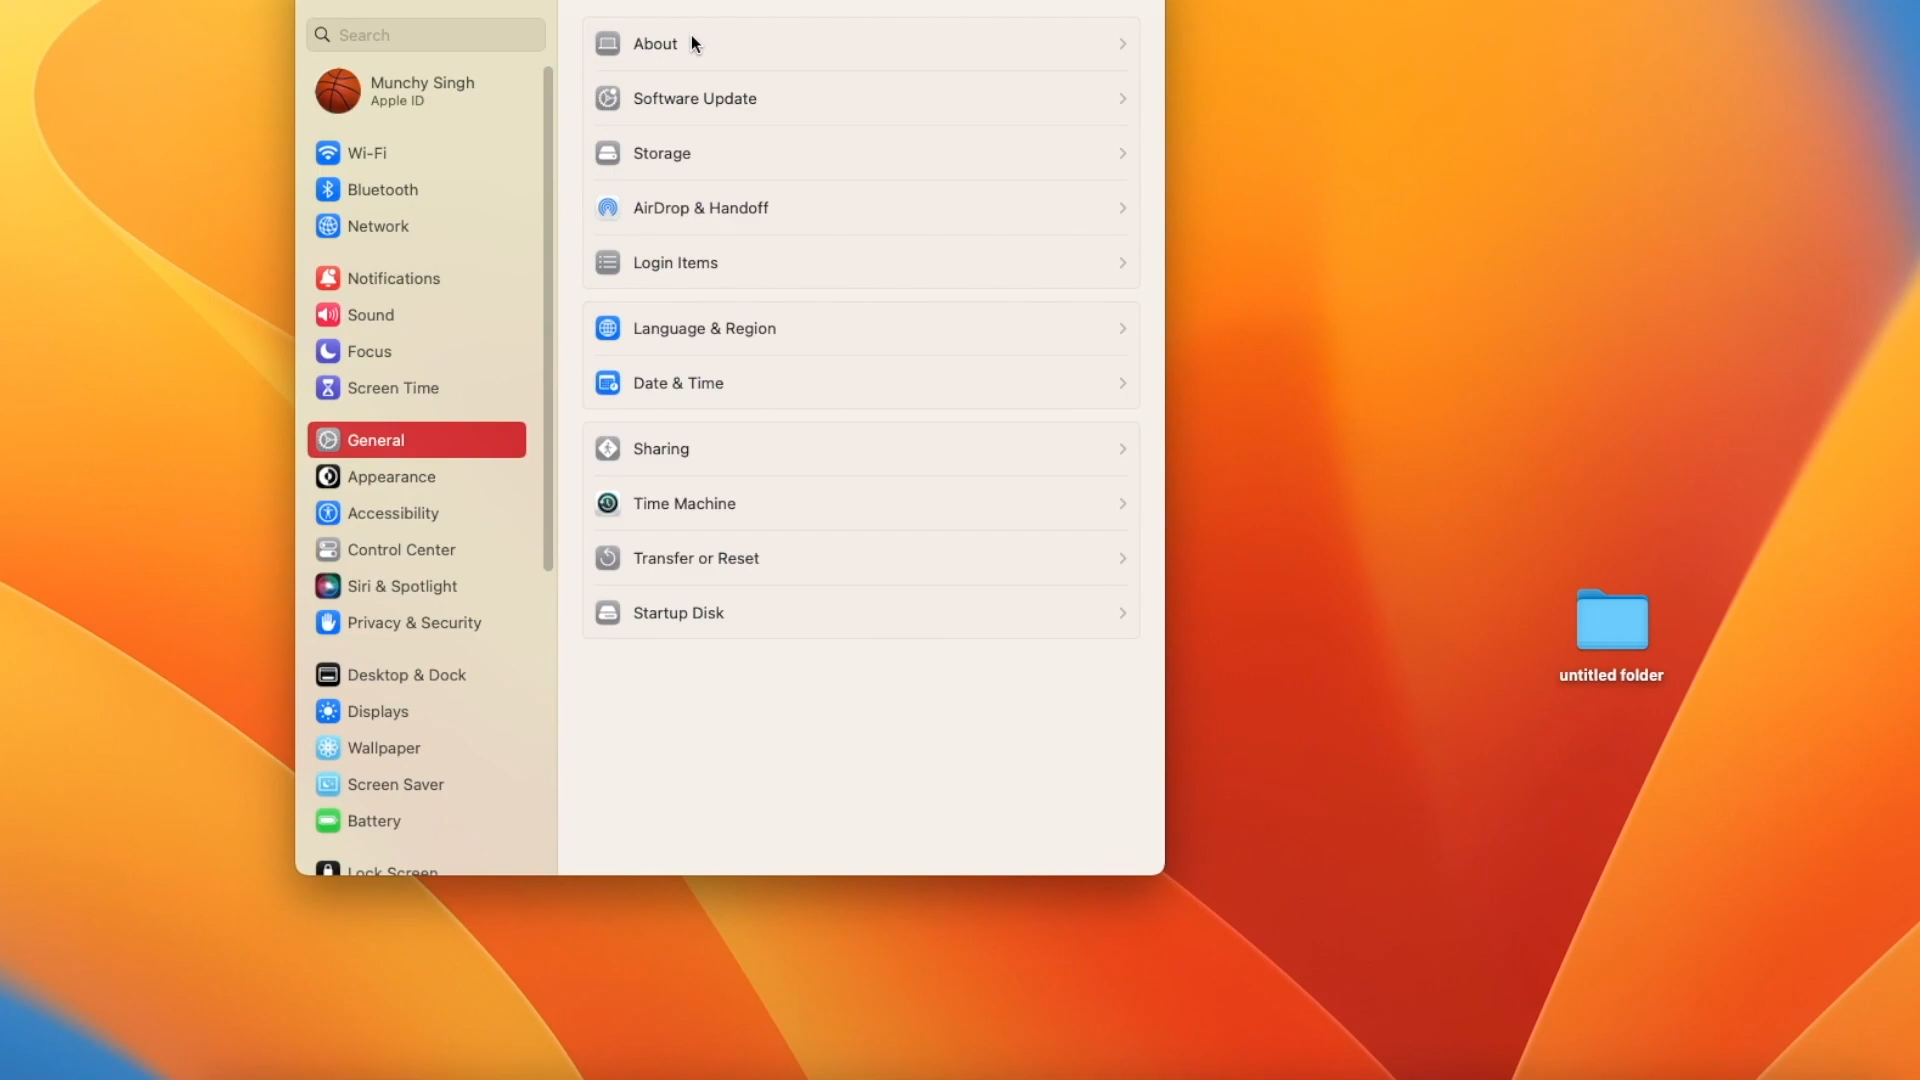 Search
Munchy Singh
Apple ID
Wi-Fi
Bluetooth
Network
Notifications
Sound
Focus
Screen Time
General
Appearance
Accessibility
Control Center
Siri & Spotlight
Privacy & Security
Desktop & Dock
Displays
Wallpaper
Screen Saver
Battery
Lock Screen
About
Software Update
Storage
AirDrop & Handoff
Login Items
Language & Region
Date & Time
Sharing
Time Machine
Transfer or Reset
Startup Disk
untitled folder